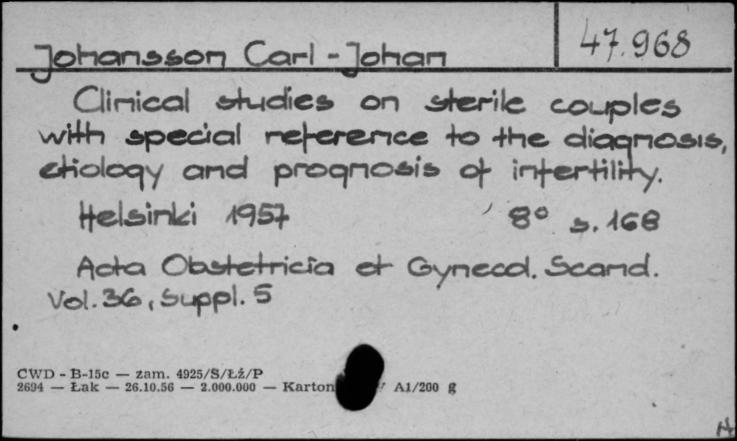 Johansson Carl-Johan
47.968
Clinical studies on sterile couples
with special reference to the diagnosis,
etiology and prognosis of infertility.
Helsinki 1957 8° s. 168
Acta Obstetricia et Gynecol. Scand.
Vol. 36, Suppl. 5
CWD - B-15c — zam. 4925/S/Łź/P
2694 — Łak — 26.10.56 — 2.000.000 — Karton A1/200 g